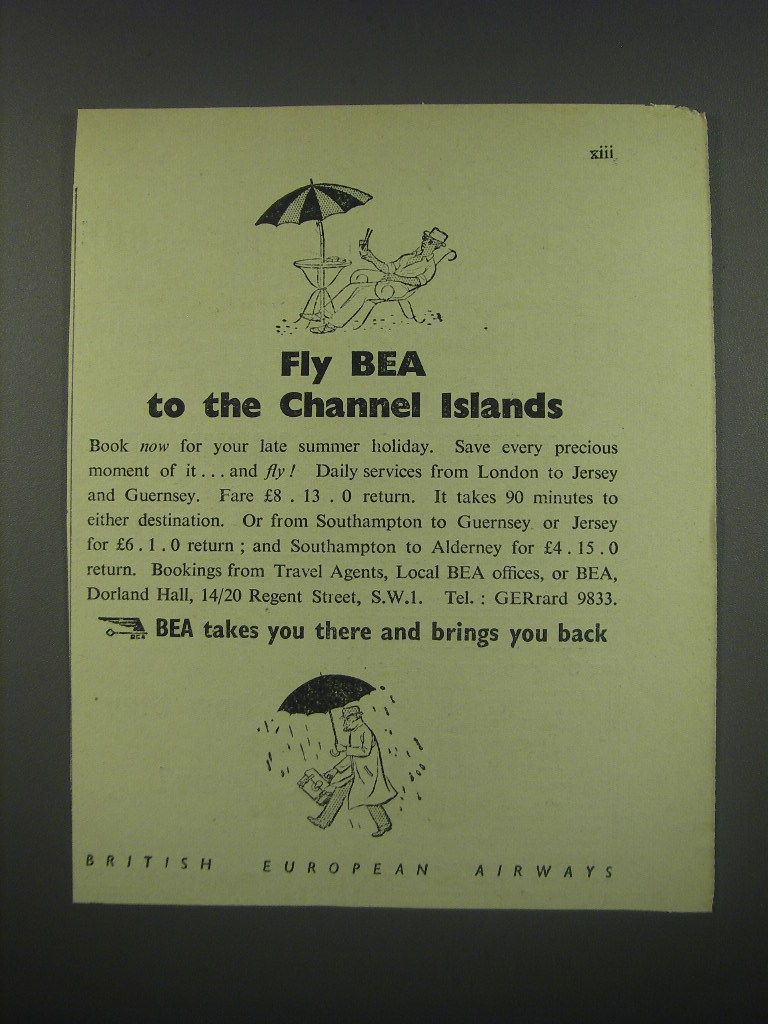 xiii
Fly BEA
to the Channel Islands
Book now for your late summer holiday. Save every precious
moment of it . . . and fly ! Daily services from London to Jersey
and Guernsey. Fare £8 . 13 . 0 return. It takes 90 minutes to
either destination. Or from Southampton to Guernsey or Jersey
for £6 . 1 . 0 return ; and Southampton to Alderney for £4 . 15 . 0
return. Bookings from Travel Agents, Local BEA offices, or BEA,
Dorland Hall, 14/20 Regent Street, S.W.1. Tel. : GERrard 9833.
BEA
BEA takes you there and brings you back
BRITISH EUROPEAN AIRWAYS